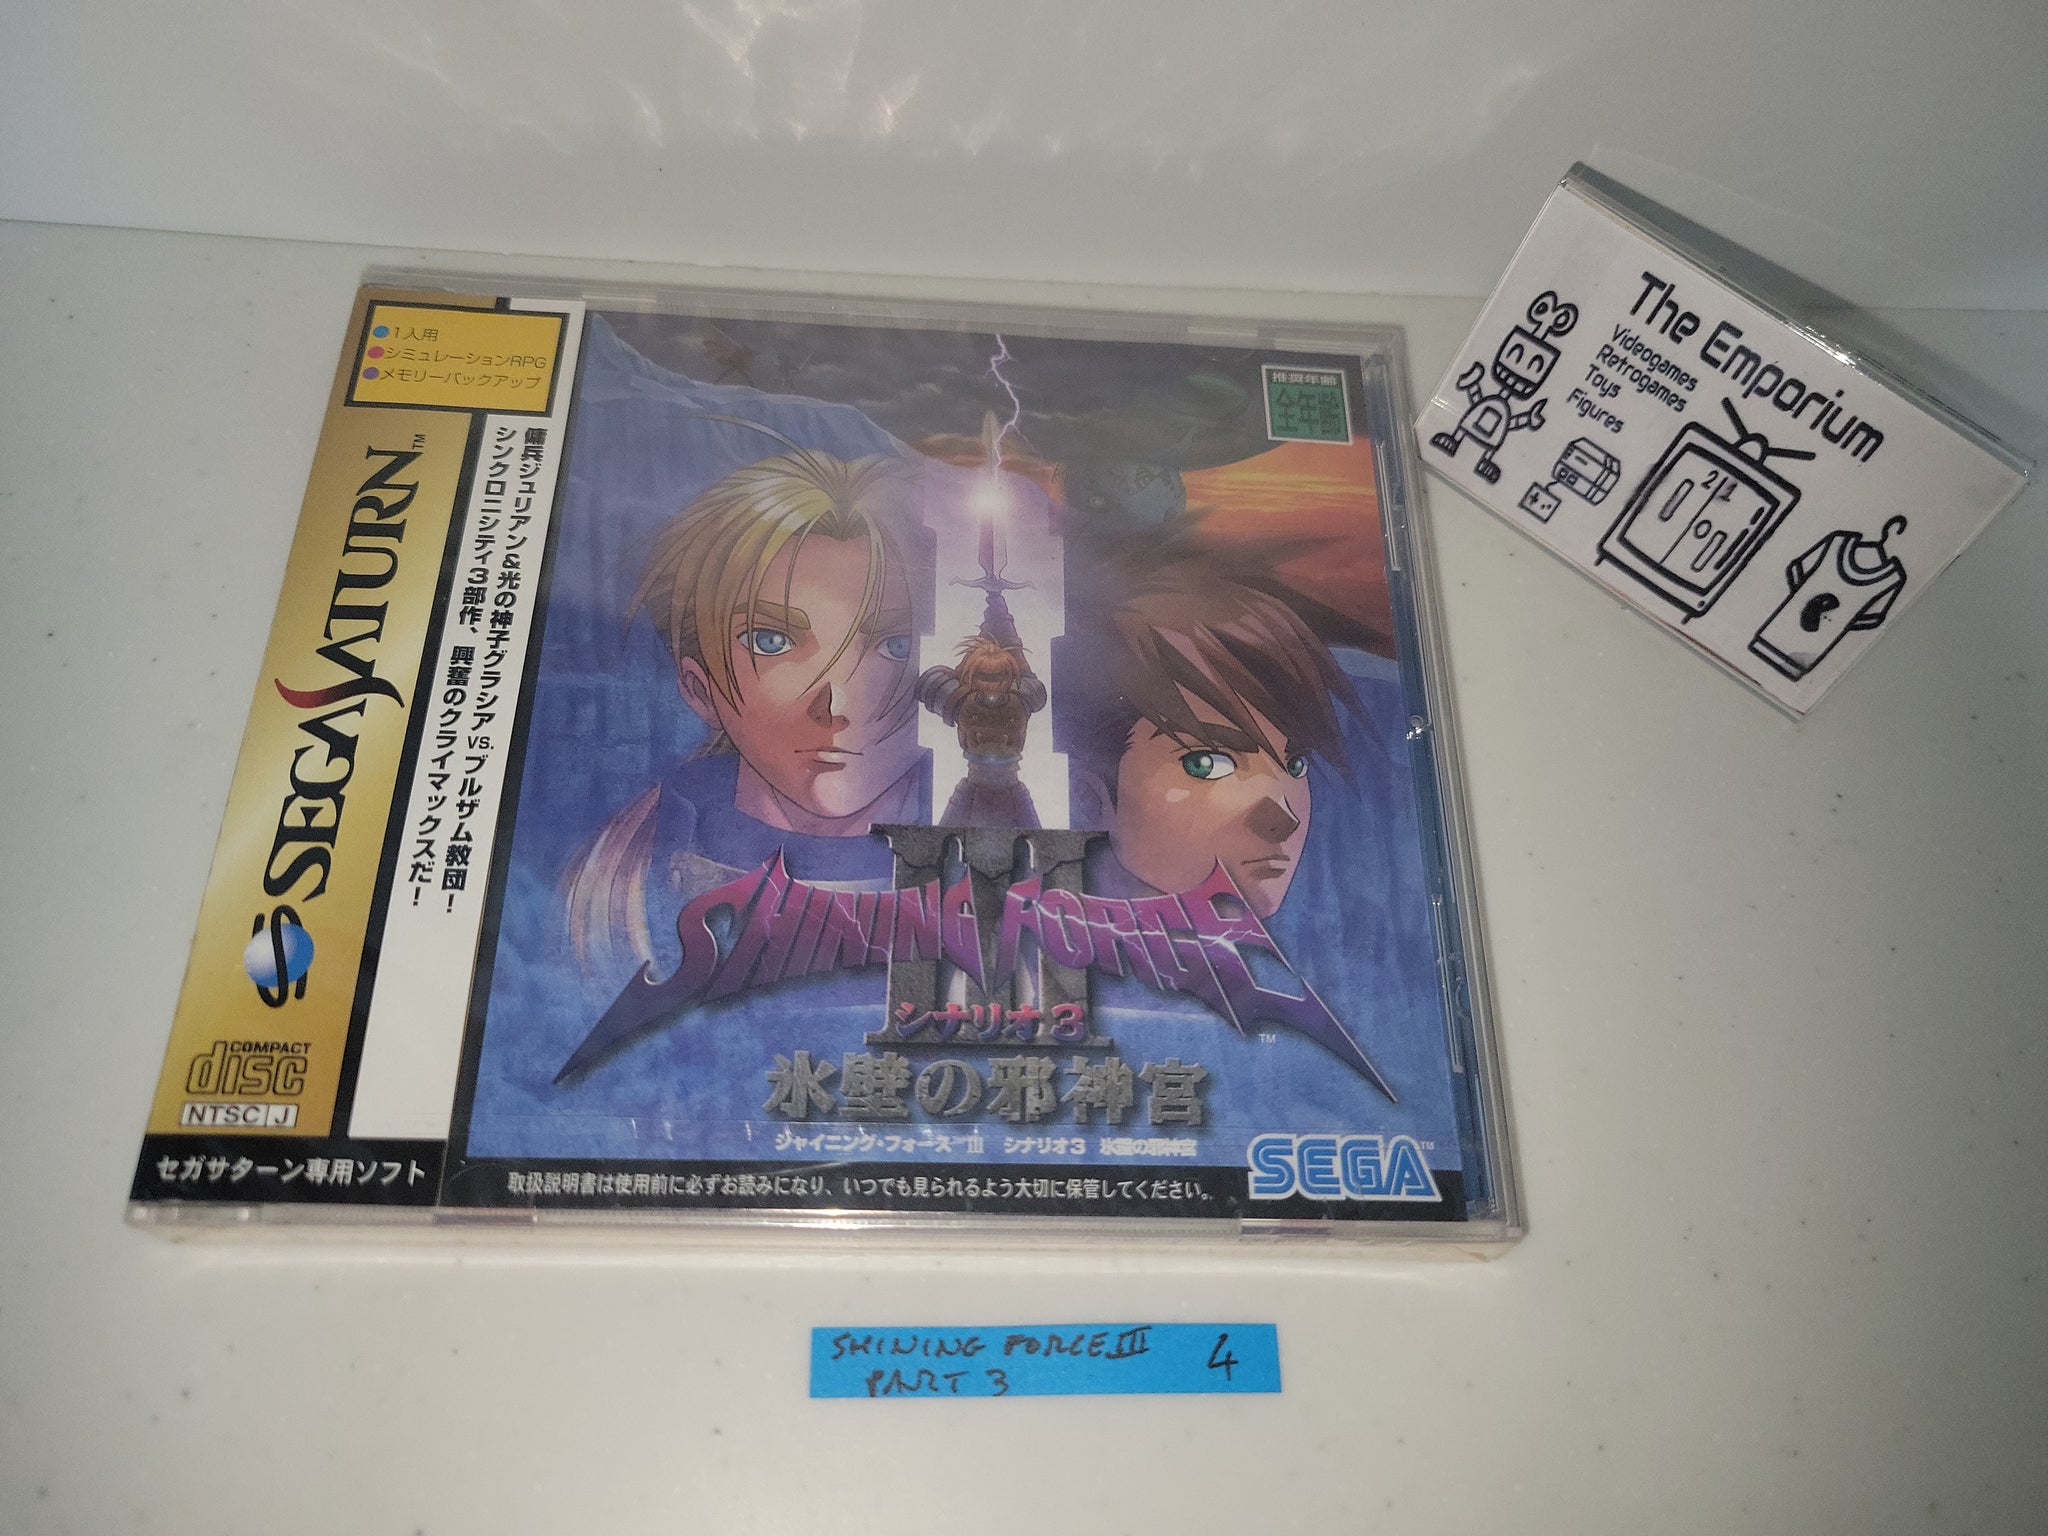 1人用
シミュレーションRPG
メモリーバックアップ
SEGA SATURN™
COMPACT
disc
NTSC J
セガサターン専用ソフト
傭兵ジュリアン&光の神子グラシア vs. ブルザム教団!
シンクロニシティ3部作、興奮のクライマックスだ!
推奨年齢
全年齢
III
SHINING FORCE
TM
シナリオ3
氷壁の邪神宮
シャイニング・フォース III シナリオ3 氷壁の邪神宮
取扱説明書は使用前に必ずお読みになり、いつでも見られるよう大切に保管してください。
SEGA™
The Emporium
Videogames
Retrogames
Toys
Figures
21
SHINING FORCE III 4
PART 3